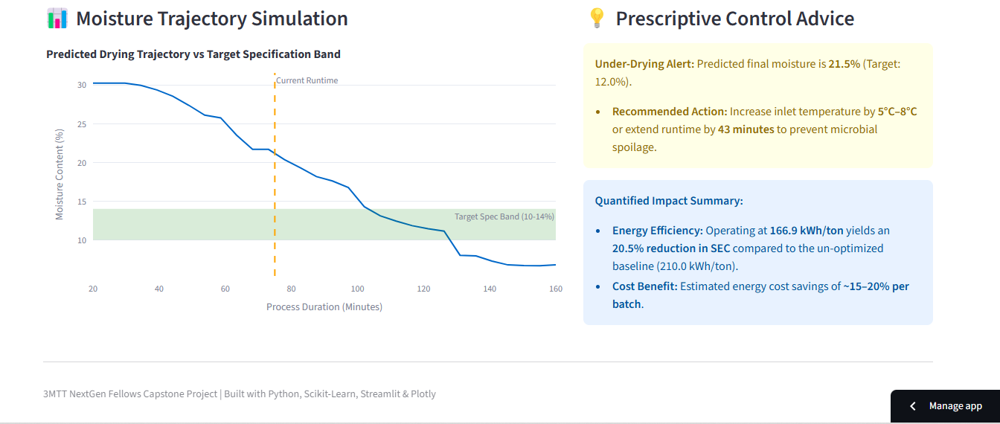 📊 Moisture Trajectory Simulation
Predicted Drying Trajectory vs Target Specification Band
Current Runtime
30
25
20
15
10
Moisture Content (%)
Target Spec Band (10-14%)
20 40 60 80 100 120 140 160
Process Duration (Minutes)
💡 Prescriptive Control Advice
Under-Drying Alert: Predicted final moisture is 21.5% (Target:
12.0%).
• Recommended Action: Increase inlet temperature by 5°C–8°C
or extend runtime by 43 minutes to prevent microbial
spoilage.
Quantified Impact Summary:
• Energy Efficiency: Operating at 166.9 kWh/ton yields an
20.5% reduction in SEC compared to the un-optimized
baseline (210.0 kWh/ton).
• Cost Benefit: Estimated energy cost savings of ~15–20% per
batch.
3MTT NextGen Fellows Capstone Project | Built with Python, Scikit-Learn, Streamlit & Plotly
Manage app